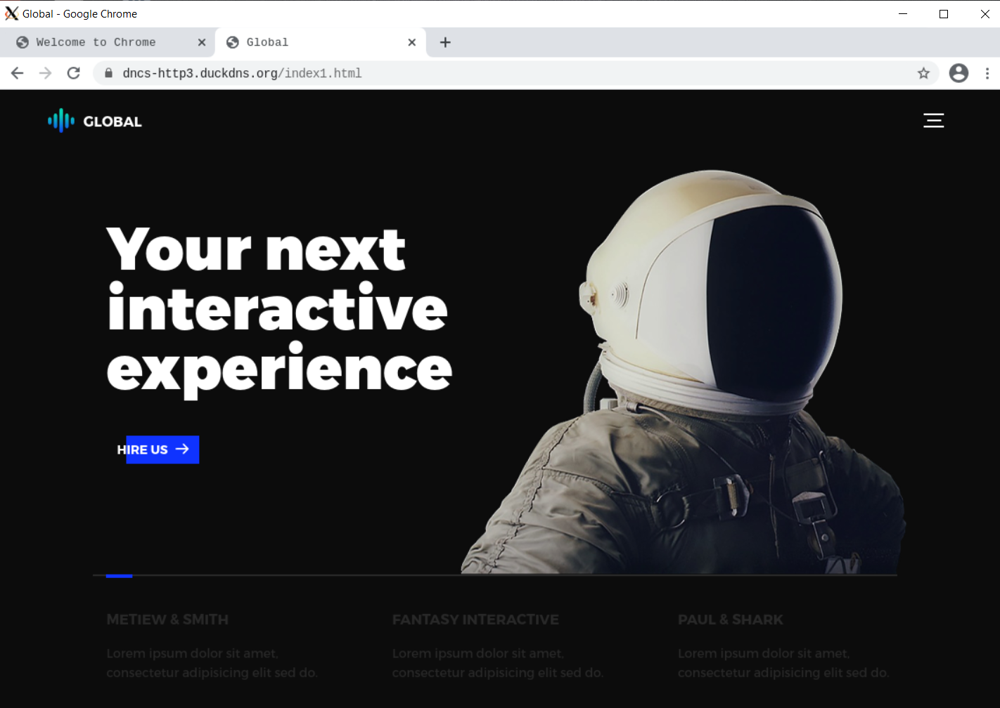 Global - Google Chrome
Welcome to Chrome
Global
dncs-http3.duckdns.org/index1.html
GLOBAL
Your next
interactive
experience
HIRE US
METIEW & SMITH
FANTASY INTERACTIVE
PAUL & SHARK
Lorem ipsum dolor sit amet,
consectetur adipisicing elit sed do.
Lorem ipsum dolor sit amet,
consectetur adipisicing elit sed do.
Lorem ipsum dolor sit amet,
consectetur adipisicing elit sed do.